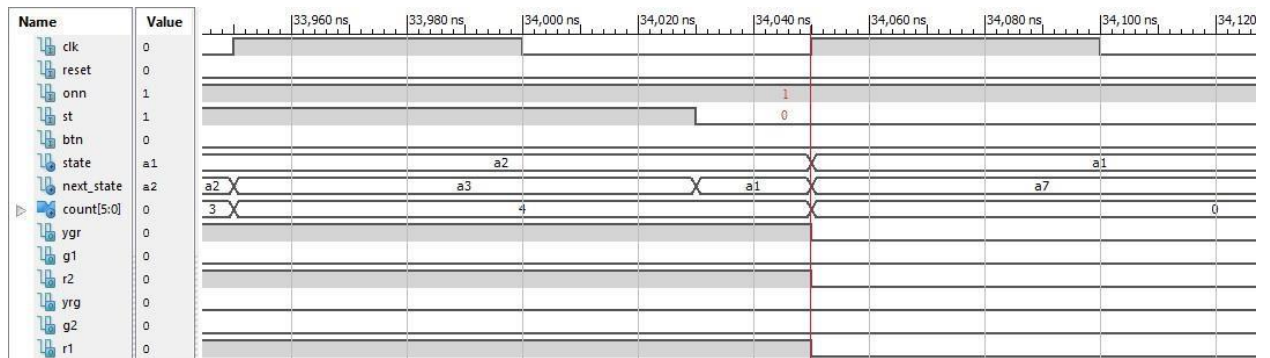 Name Value 33,960 ns 33,980 ns 34,000 ns 34,020 ns 34,040 ns 34,060 ns 34,080 ns 34,100 ns 34,120
clk 0
reset 0
onn 1 1
st 1 0
btn 0
state a1 a2 a1
next_state a2 a2 a3 a1 a7
count[5:0] 0 3 4 0
ygr 0
g1 0
r2 0
yrg 0
g2 0
r1 0